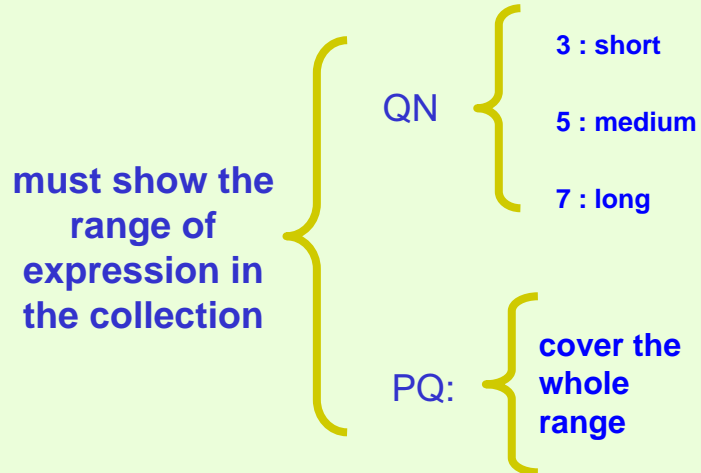 must show the
range of
expression in
the collection
QN
3 : short
5 : medium
7 : long
PQ:
cover the
whole
range